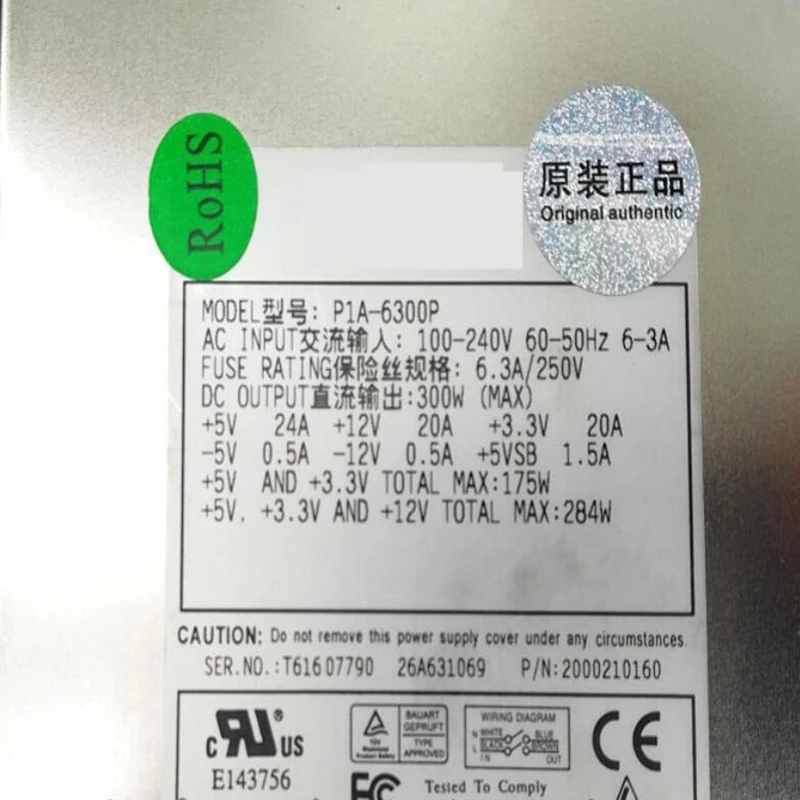 RoHS
原装正品
Original authentic
MODEL型号: P1A-6300P
AC INPUT交流输入: 100-240V 60-50Hz 6-3A
FUSE RATING保险丝规格: 6.3A/250V
DC OUTPUT直流输出:300W (MAX)
+5V 24A +12V 20A +3.3V 20A
-5V 0.5A -12V 0.5A +5VSB 1.5A
+5V AND +3.3V TOTAL MAX:175W
+5V, +3.3V AND +12V TOTAL MAX:284W
CAUTION: Do not remove this power supply cover under any circumstances.
SER.NO.:T61607790 26A631069 P/N:2000210160
c RU ® US
E143756
BAUART
GEPRUFT
TYPE
APPROVED
WIRING DIAGRAM
N WHITE BLUE
L BLACK BROWN
IN OUT
CE
FC
Tested To Comply